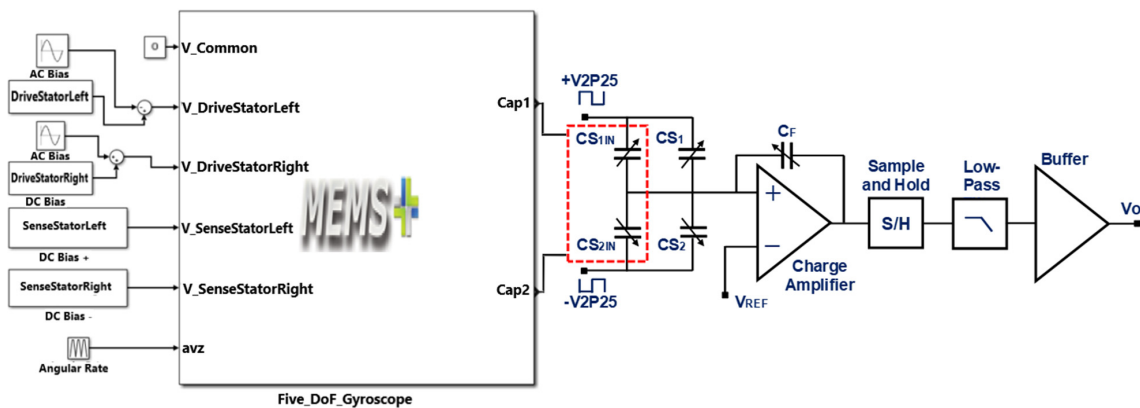 AC Bias
DriveStatorLeft
AC Bias
DriveStatorRight
DC Bias
SenseStatorLeft
DC Bias +
SenseStatorRight
DC Bias -
Angular Rate
0
V_Common
V_DriveStatorLeft
V_DriveStatorRight
V_SenseStatorLeft
V_SenseStatorRight
avz
MEMS+
Cap1
Cap2
Five_DoF_Gyroscope
+V2P25
CS1IN
CS1
CS2IN
CS2
-V2P25
CF
+
−
VREF
Charge
Amplifier
Sample
and Hold
S/H
Low-
Pass
Buffer
Vo